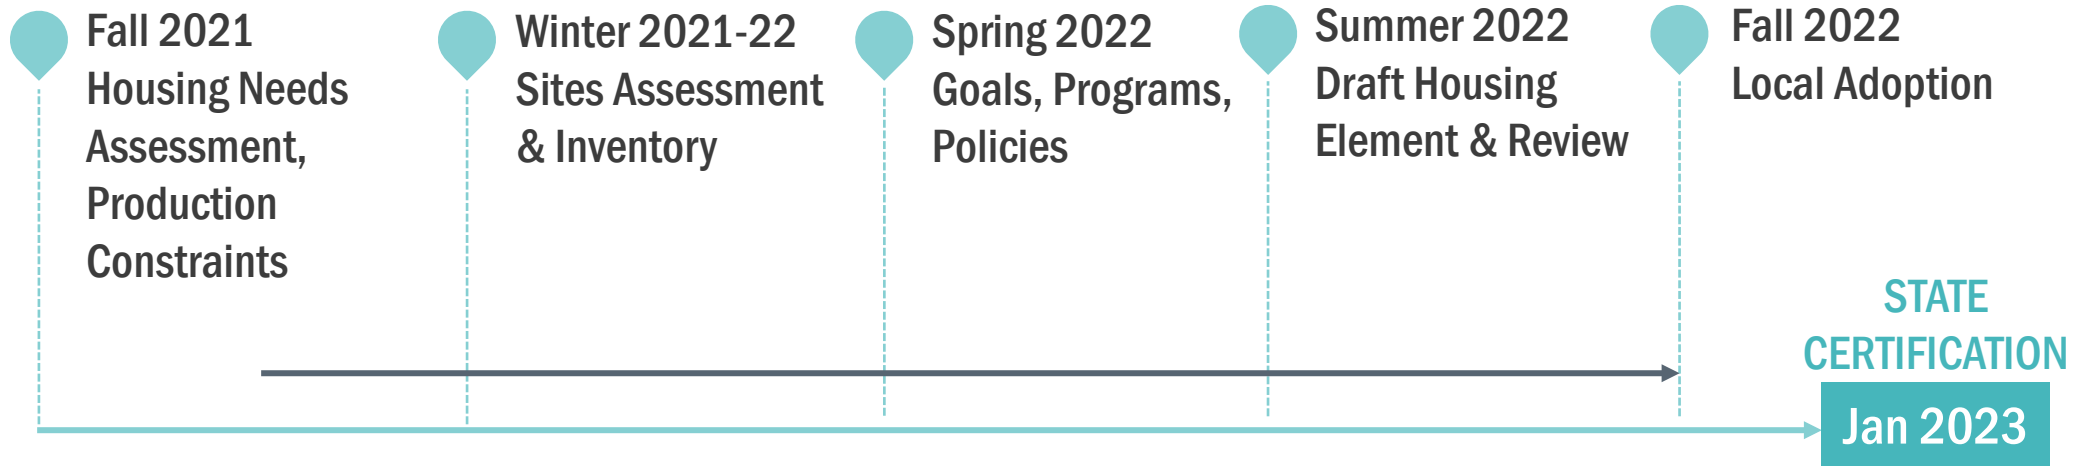 Fall 2021
Housing Needs
Assessment,
Production
Constraints
Winter 2021-22
Sites Assessment
& Inventory
Spring 2022
Goals, Programs,
Policies
Summer 2022
Draft Housing
Element & Review
Fall 2022
Local Adoption
STATE
CERTIFICATION
Jan 2023